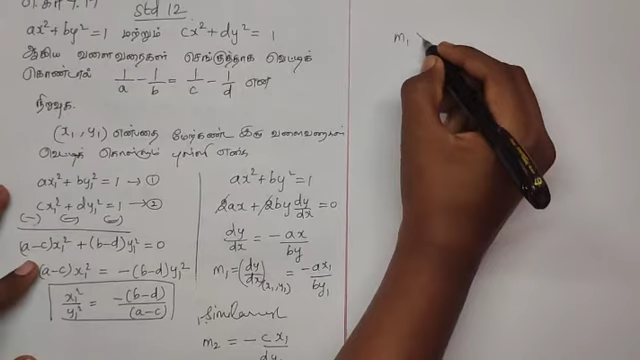 எ.கா 7.17
Std 12
ax² + by² = 1 மற்றும் cx² + dy² = 1
ஆகிய வளைவரைகள் செங்குத்தாக வெட்டிக்
கொண்டால் 1/a - 1/b = 1/c - 1/d என
நிறுவுக.
(x₁, y₁) என்பதை மேற்கண்ட இரு வளைவரைகள்
வெட்டிக் கொள்ளும் புள்ளி என்க
ax₁² + by₁² = 1 → ①
cx₁² + dy₁² = 1 → ②
(-) (-) (-)
(a-c)x₁² + (b-d)y₁² = 0
(a-c)x₁² = -(b-d)y₁²
x₁²/y₁² = -(b-d)/(a-c)
ax² + by² = 1
2ax + 2by dy/dx = 0
dy/dx = -ax/by
m₁ = (dy/dx)(x₁, y₁) = -ax₁/by₁
m₂ = -cx₁/dy₁
m₁ ×